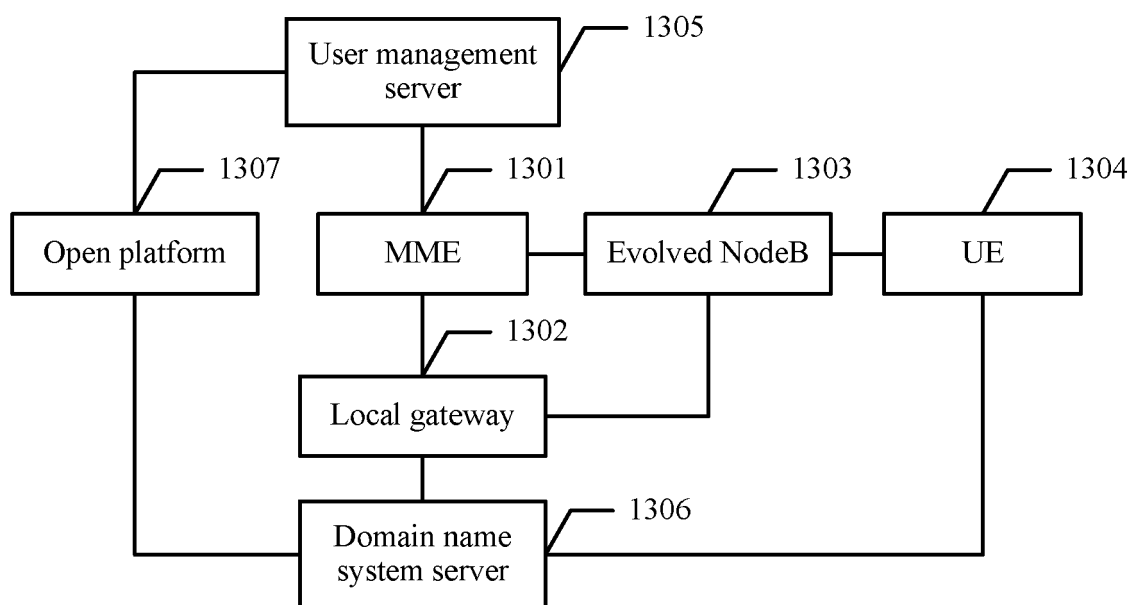 1305
User management
server
1307
1301
1303
1304
Open platform
MME
Evolved NodeB
UE
1302
Local gateway
1306
Domain name
system server